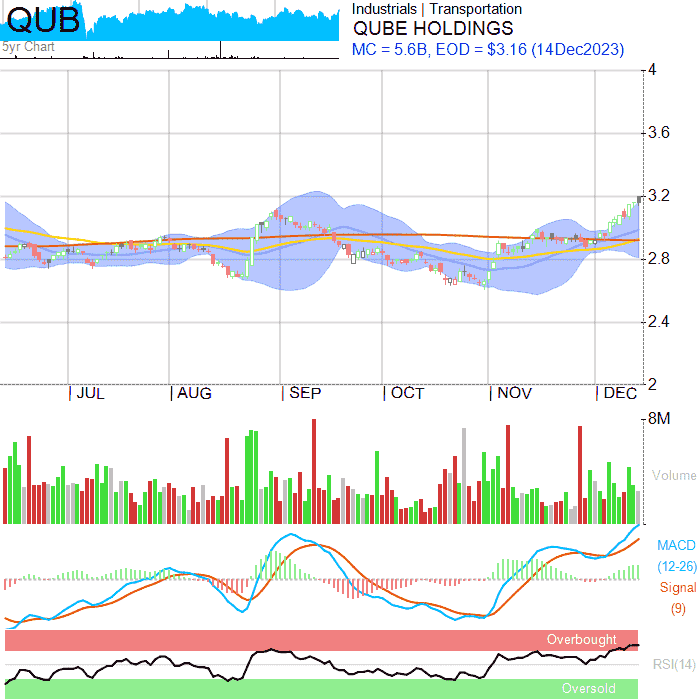 QUB
5yr Chart
Industrials | Transportation
QUBE HOLDINGS
MC = 5.6B, EOD = $3.16 (14Dec2023)
4
3.6
3.2
2.8
2.4
2
JUL AUG SEP OCT NOV DEC
8M
Volume
MACD
(12-26)
Signal
(9)
Overbought
RSI(14)
Oversold